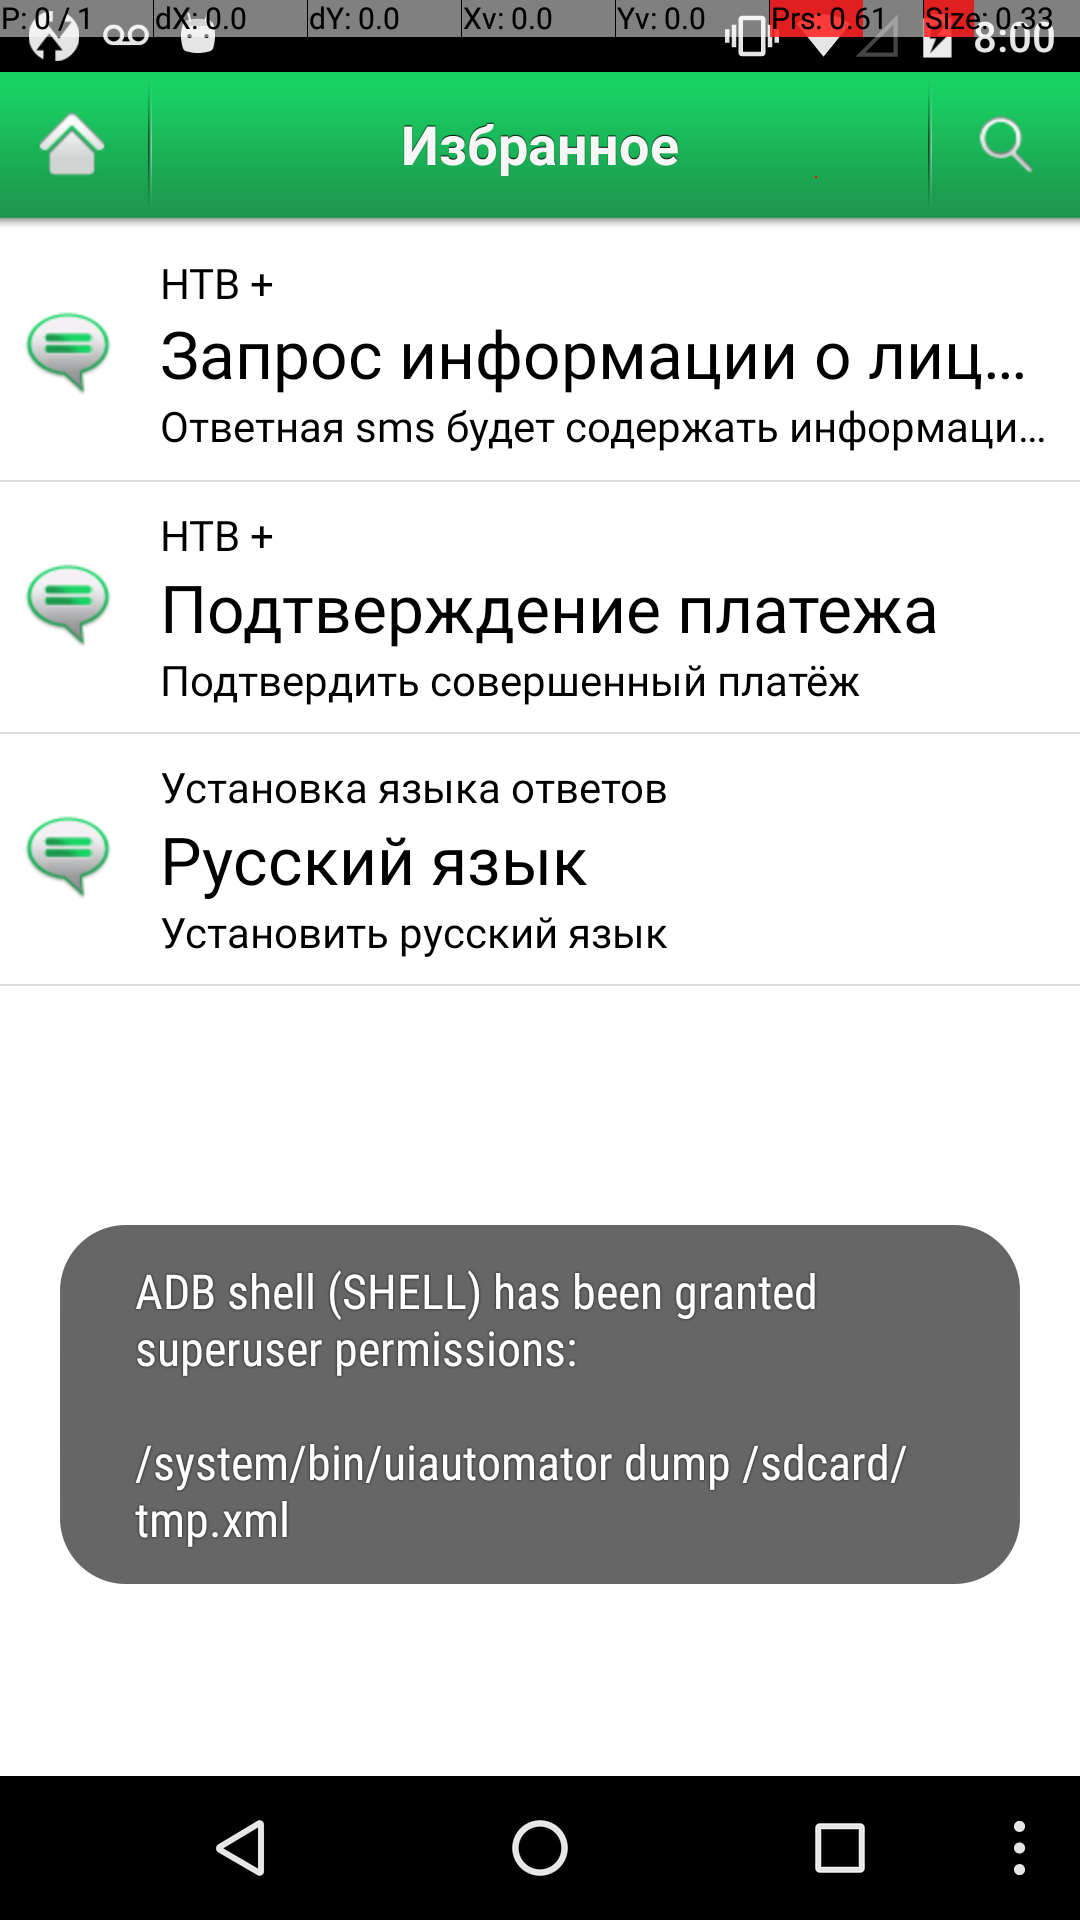 P: 0 / 1 dX: 0.0 dY: 0.0 Xv: 0.0 Yv: 0.0 Prs: 0.61 Size: 0.33
8:00
Избранное
НТВ +
Запрос информации о лиц...
Ответная sms будет содержать информаци...
НТВ +
Подтверждение платежа
Подтвердить совершенный платёж
Установка языка ответов
Русский язык
Установить русский язык
ADB shell (SHELL) has been granted
superuser permissions:
/system/bin/uiautomator dump /sdcard/
tmp.xml